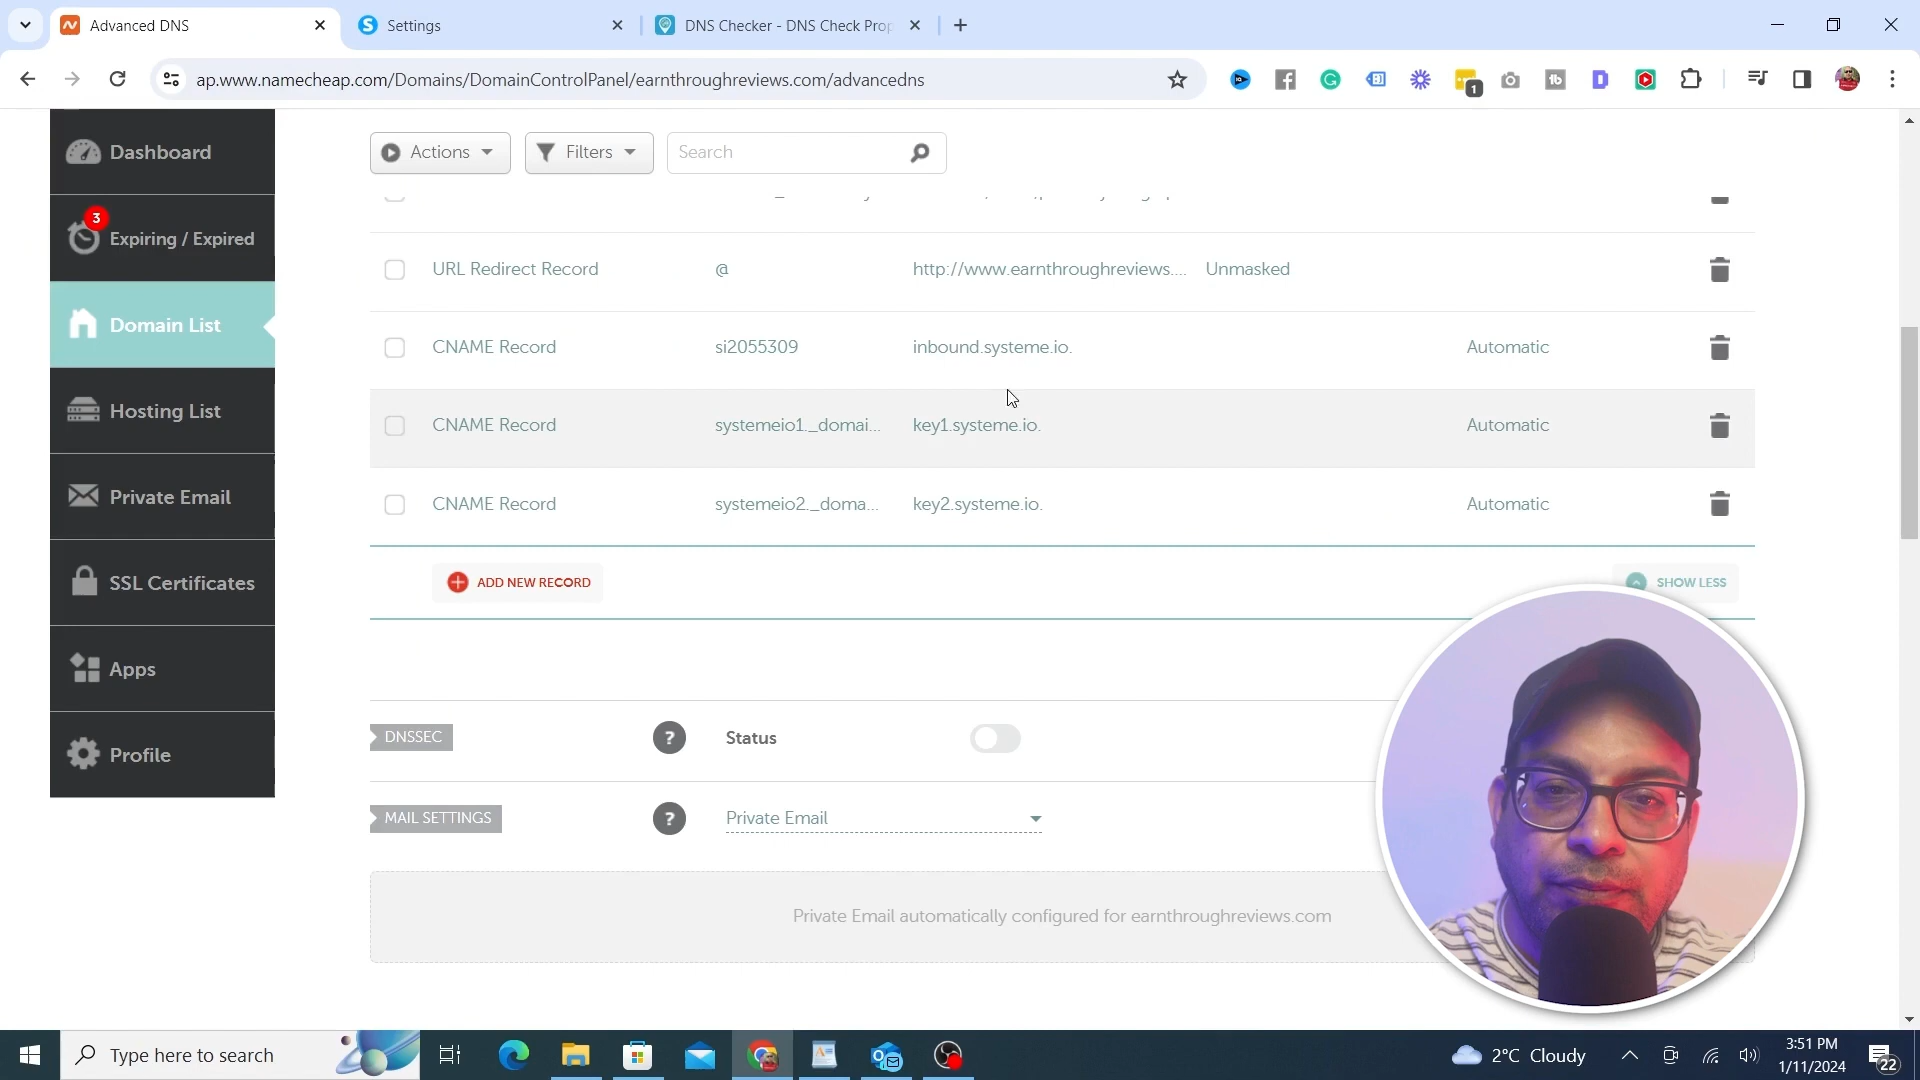 Advanced DNS
Settings
DNS Checker - DNS Check Prop
ap.www.namecheap.com/Domains/DomainControlPanel/earnthroughreviews.com/advancedns
1
Dashboard
3
Expiring / Expired
Domain List
Hosting List
Private Email
SSL Certificates
Apps
Profile
Actions
Filters
Search
URL Redirect Record @ http://www.earnthroughreviews.... Unmasked
CNAME Record si2055309 inbound.systeme.io. Automatic
CNAME Record systemeio1._domai... key1.systeme.io. Automatic
CNAME Record systemeio2._doma... key2.systeme.io. Automatic
ADD NEW RECORD
SHOW LESS
DNSSEC ? Status
MAIL SETTINGS ? Private Email
Private Email automatically configured for earnthroughreviews.com
Type here to search
2°C Cloudy
3:51 PM
1/11/2024
22